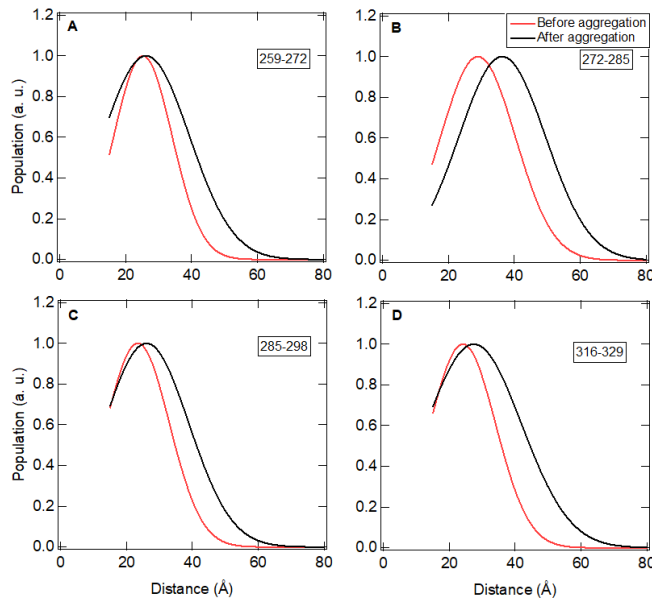 A
259-272
Population (a. u.)
1.2
1.0
0.8
0.6
0.4
0.2
0.0
0 20 40 60 80
B
Before aggregation
After aggregation
272-285
1.2
1.0
0.8
0.6
0.4
0.2
0.0
0 20 40 60 80
C
285-298
Population (a. u.)
1.2
1.0
0.8
0.6
0.4
0.2
0.0
0 20 40 60 80
Distance (Å)
D
316-329
1.2
1.0
0.8
0.6
0.4
0.2
0.0
0 20 40 60 80
Distance (Å)